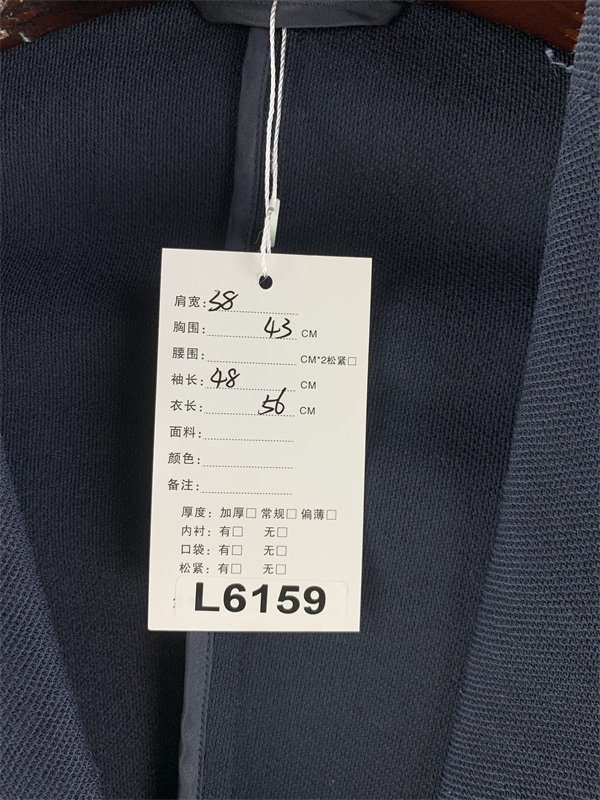 肩宽: 38
胸围: 43 CM
腰围: CM*2松紧□
袖长: 48 CM
衣长: 56 CM
面料:
颜色:
备注:
厚度: 加厚□ 常规□ 偏薄□
内衬: 有□ 无□
口袋: 有□ 无□
松紧: 有□ 无□
L6159